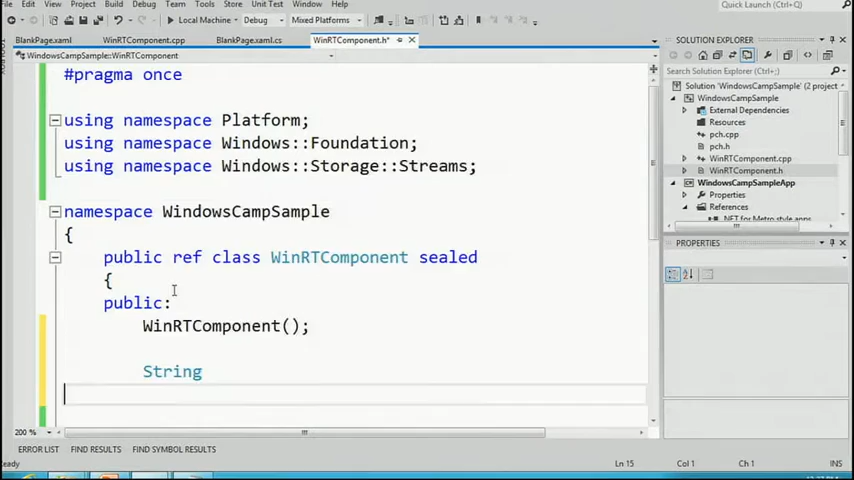 File Edit View Project Build Debug Team Tools Store Unit Test Window Help
Quick Launch (Ctrl+Q)
Local Machine Debug Mixed Platforms
BlankPage.xaml WinRTComponent.cpp BlankPage.xaml.cs WinRTComponent.h*
WindowsCampSample::WinRTComponent
#pragma once
using namespace Platform;
using namespace Windows::Foundation;
using namespace Windows::Storage::Streams;
namespace WindowsCampSample
{
public ref class WinRTComponent sealed
{
public:
WinRTComponent();
String
200 %
ERROR LIST FIND RESULTS FIND SYMBOL RESULTS
Ready
Ln 15 Col 1 Ch 1 INS
SOLUTION EXPLORER
Search Solution Explorer
Solution 'WindowsCampSample' (2 project
WindowsCampSample
External Dependencies
Resources
pch.cpp
pch.h
WinRTComponent.cpp
WinRTComponent.h
WindowsCampSampleApp
Properties
References
.NET for Metro style apps
PROPERTIES